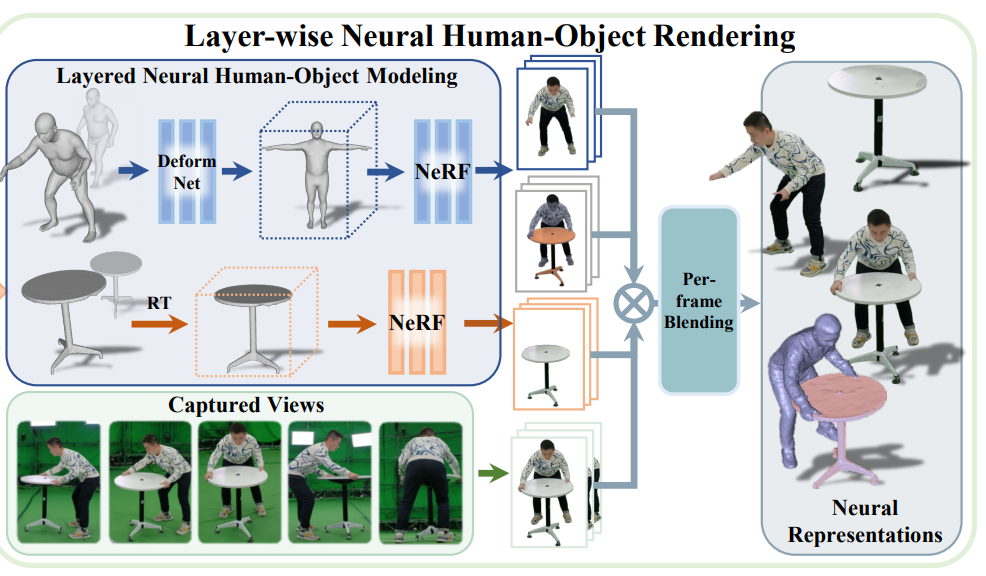 Layer-wise Neural Human-Object Rendering
Layered Neural Human-Object Modeling
Deform
Net
NeRF
RT
NeRF
Captured Views
Per-
frame
Blending
Neural
Representations